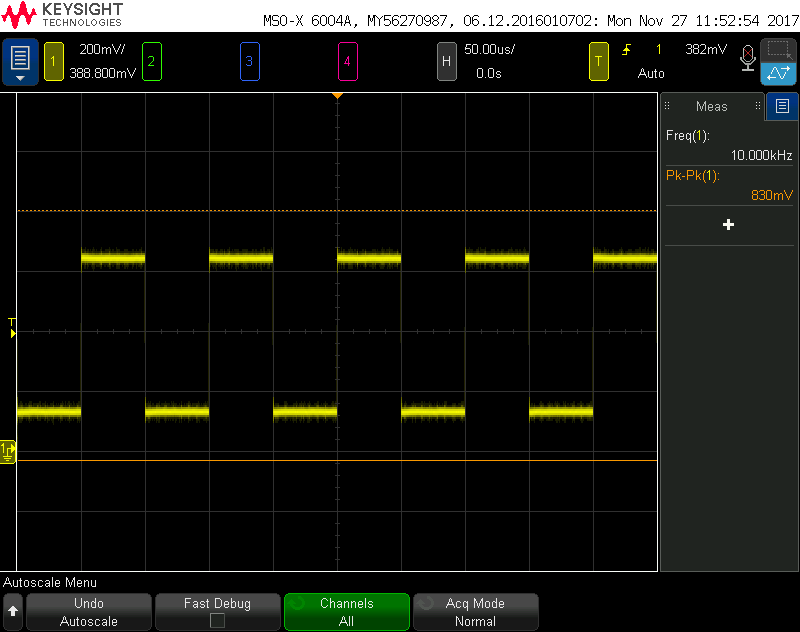 KEYSIGHT
TECHNOLOGIES
MSO-X 6004A, MY56270987, 06.12.2016010702: Mon Nov 27 11:52:54 2017
1 200mV/ 2 3 4 H 50.00us/ T 1 382mV
388.800mV 0.0s Auto
Meas
Freq(1):
10.000kHz
Pk-Pk(1):
830mV
+
T
1
Autoscale Menu
Undo Autoscale
Fast Debug
Channels All
Acq Mode Normal